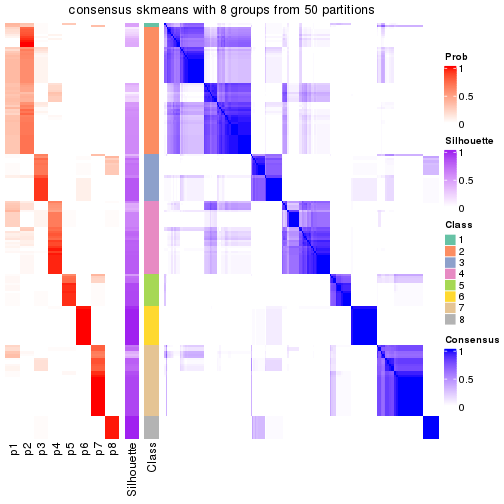 consensus skmeans with 8 groups from 50 partitions
Prob
1
0.5
0
Silhouette
1
0.5
0
Class
1
2
3
4
5
6
7
8
Consensus
1
0.5
0
p1
p2
p3
p4
p5
p6
p7
p8
Silhouette
Class